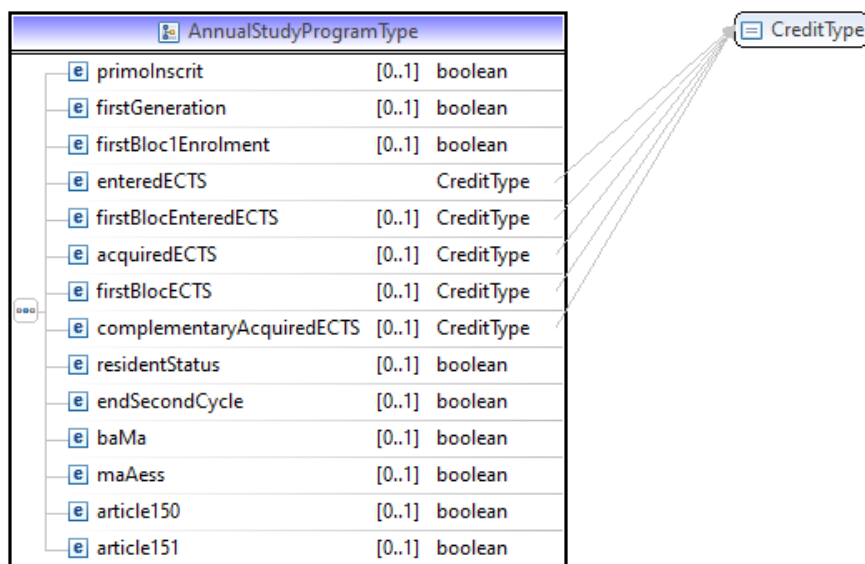 AnnualStudyProgramType
CreditType
primoInscrit [0..1] boolean
firstGeneration [0..1] boolean
firstBloc1Enrolment [0..1] boolean
enteredECTS CreditType
firstBlocEnteredECTS [0..1] CreditType
acquiredECTS [0..1] CreditType
firstBlocECTS [0..1] CreditType
complementaryAcquiredECTS [0..1] CreditType
residentStatus [0..1] boolean
endSecondCycle [0..1] boolean
baMa [0..1] boolean
maAess [0..1] boolean
article150 [0..1] boolean
article151 [0..1] boolean